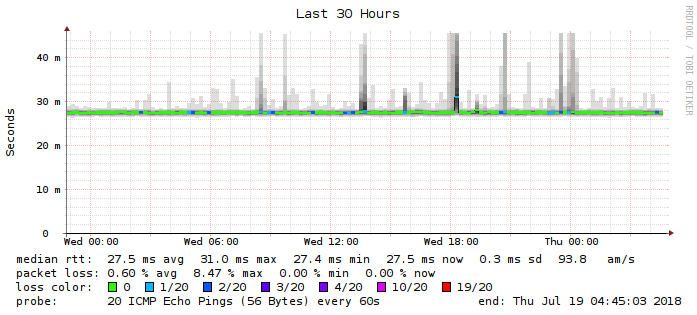 Last 30 Hours
RRDTOOL / TOBI OETIKER
Seconds
40 m
30 m
20 m
10 m
0
Wed 00:00 Wed 06:00 Wed 12:00 Wed 18:00 Thu 00:00
median rtt: 27.5 ms avg 31.0 ms max 27.4 ms min 27.5 ms now 0.3 ms sd 93.8 am/s
packet loss: 0.60 % avg 8.47 % max 0.00 % min 0.00 % now
loss color: 0 1/20 2/20 3/20 4/20 10/20 19/20
probe: 20 ICMP Echo Pings (56 Bytes) every 60s end: Thu Jul 19 04:45:03 2018